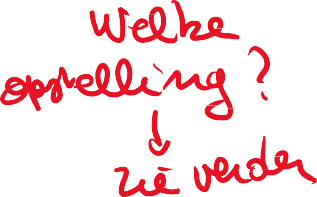 Welke
opstelling?
↓
zie verder